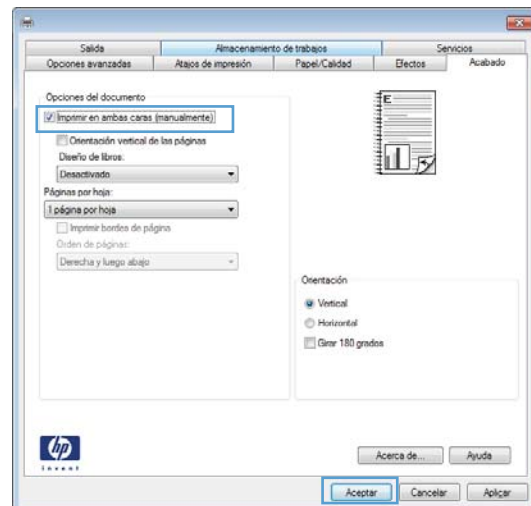 Salida Almacenamiento de trabajos Servicios
Opciones avanzadas Atajos de impresión Papel/Calidad Efectos Acabado
Opciones del documento
Imprimir en ambas caras (manualmente)
Orientación vertical de las páginas
Diseño de libros:
Desactivado
Páginas por hoja:
1 página por hoja
Imprimir bordes de página
Orden de páginas:
Derecha y luego abajo
E
Orientación
Vertical
Horizontal
Girar 180 grados
hp
invent
Acerca de... Ayuda
Aceptar Cancelar Aplicar